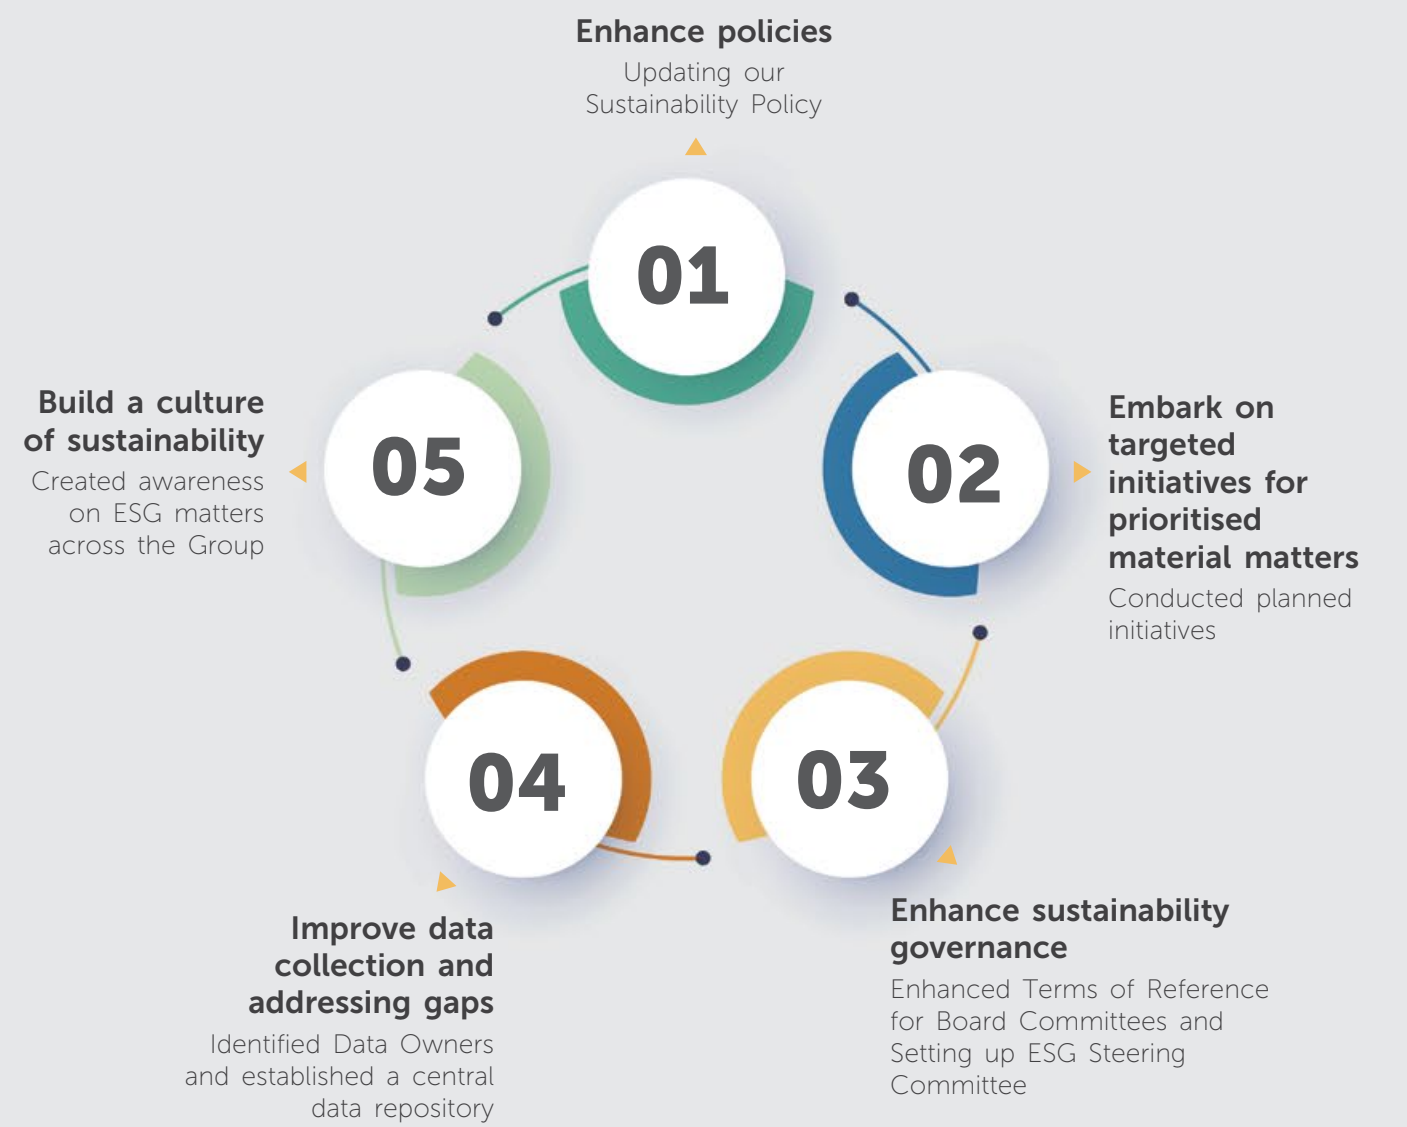 Enhance policies
Updating our
Sustainability Policy
01
02
Embark on
targeted
initiatives for
prioritised
material matters
Conducted planned
initiatives
03
Enhance sustainability
governance
Enhanced Terms of Reference
for Board Committees and
Setting up ESG Steering
Committee
04
Improve data
collection and
addressing gaps
Identified Data Owners
and established a central
data repository
05
Build a culture
of sustainability
Created awareness
on ESG matters
across the Group